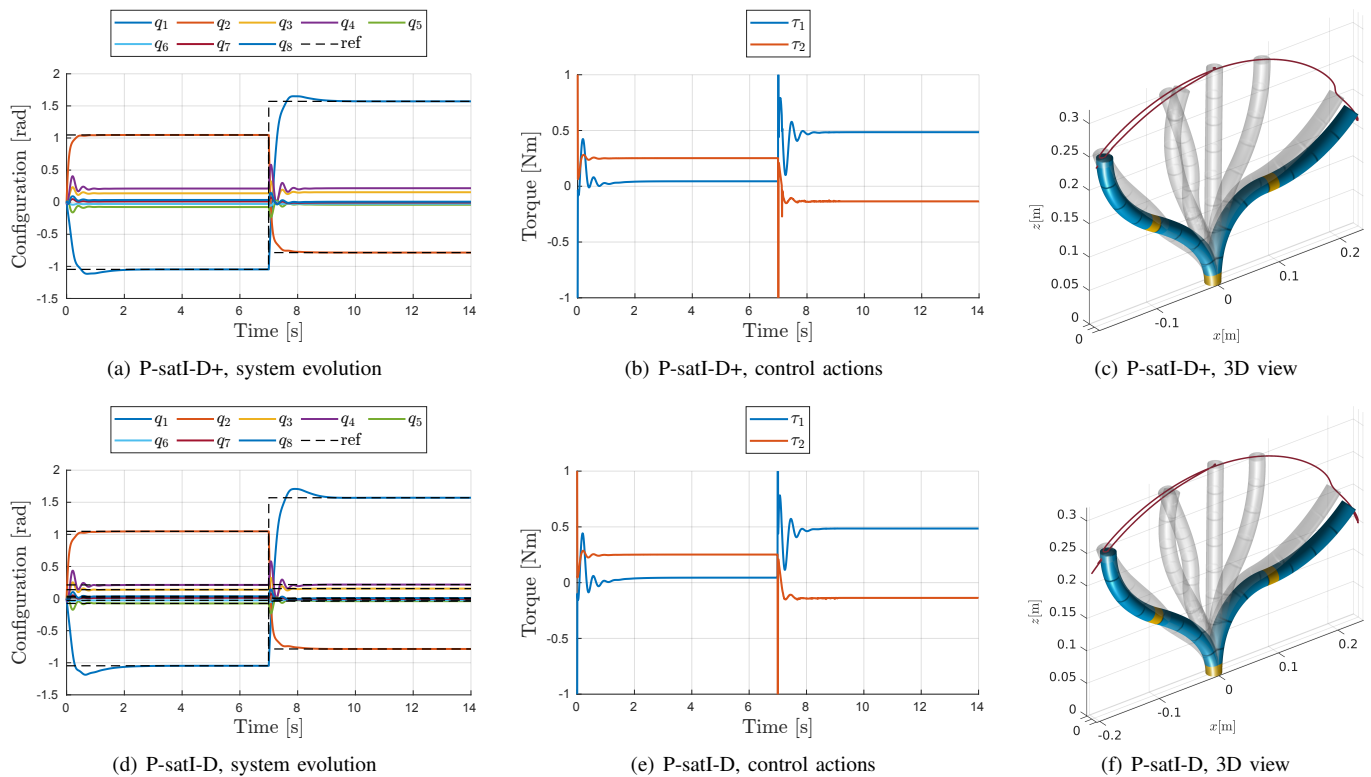 q1 q2 q3 q4 q5
q6 q7 q8 ref
Configuration [rad]
2
1.5
1
0.5
0
-0.5
-1
-1.5
0 2 4 6 8 10 12 14
Time [s]
(a) P-satI-D+, system evolution
τ1
τ2
Torque [Nm]
1
0.5
0
-0.5
-1
0 2 4 6 8 10 12 14
Time [s]
(b) P-satI-D+, control actions
z[m]
0.3
0.25
0.2
0.15
0.1
0.05
0
-0.1
0
0.1
0.2
x[m]
(c) P-satI-D+, 3D view
q1 q2 q3 q4 q5
q6 q7 q8 ref
Configuration [rad]
2
1.5
1
0.5
0
-0.5
-1
-1.5
0 2 4 6 8 10 12 14
Time [s]
(d) P-satI-D, system evolution
τ1
τ2
Torque [Nm]
1
0.5
0
-0.5
-1
0 2 4 6 8 10 12 14
Time [s]
(e) P-satI-D, control actions
z[m]
0.3
0.25
0.2
0.15
0.1
0.05
0
-0.2
-0.1
0
0.1
0.2
x[m]
(f) P-satI-D, 3D view